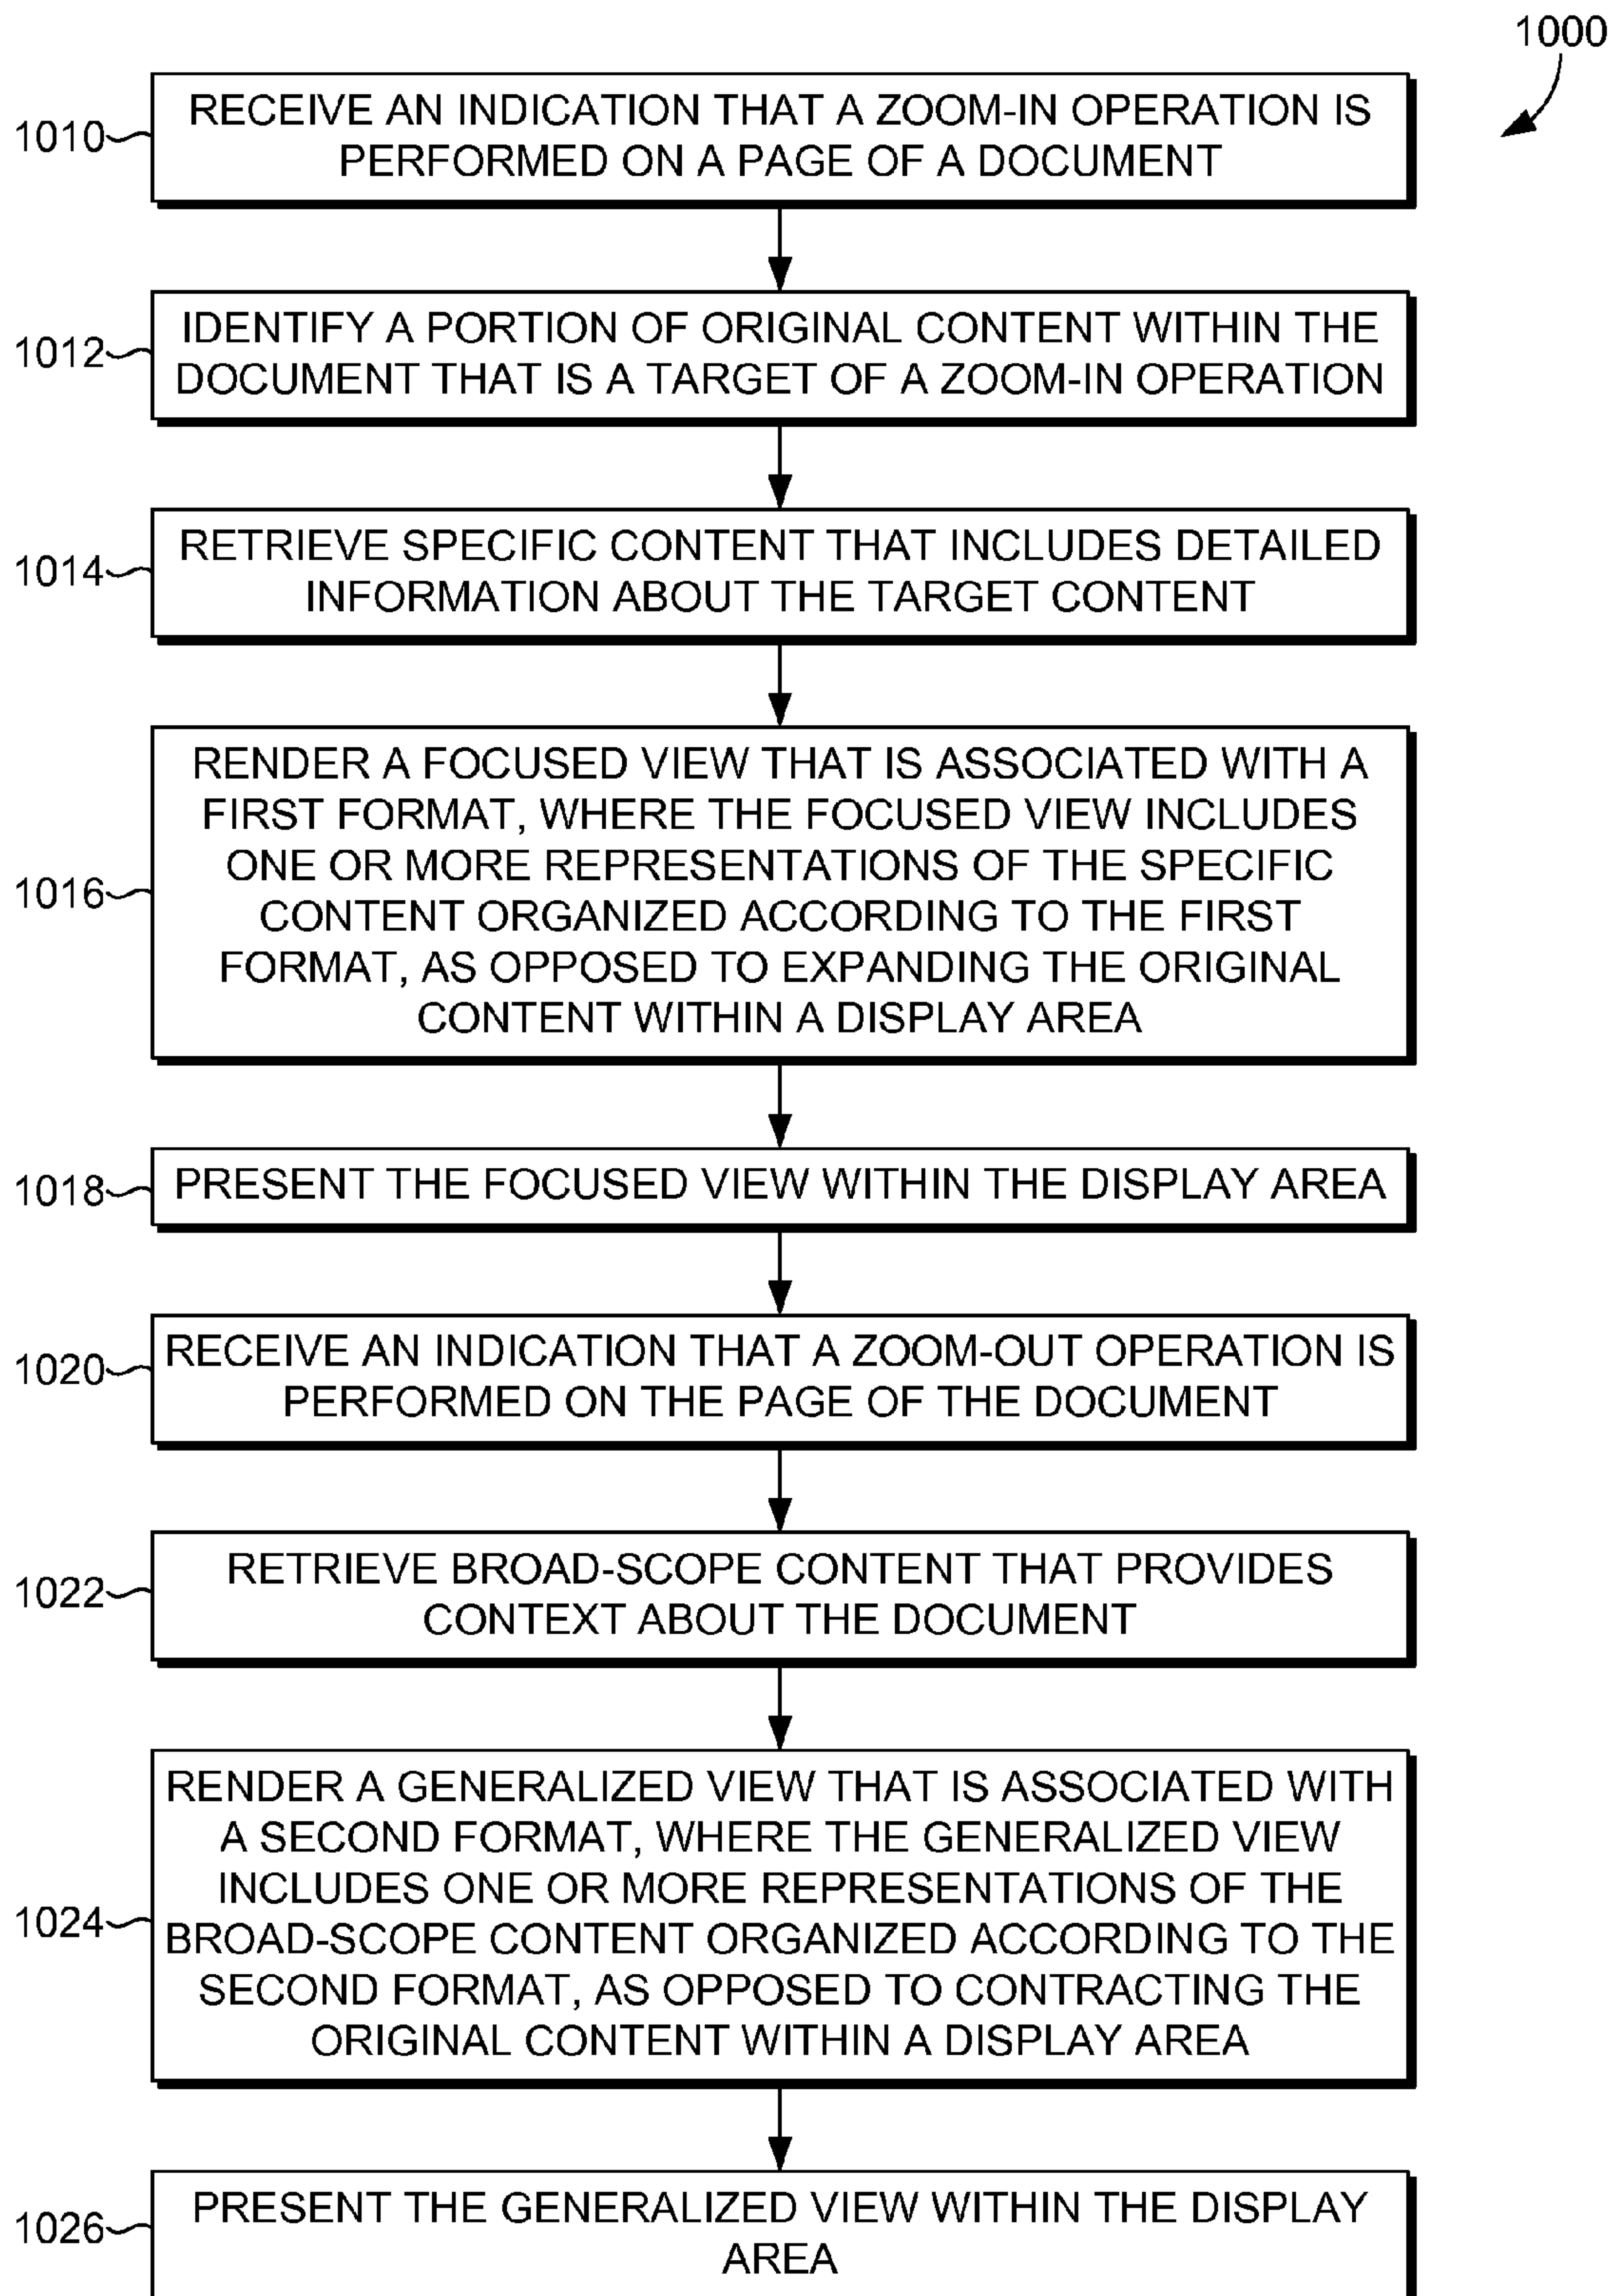 1000
1010
RECEIVE AN INDICATION THAT A ZOOM-IN OPERATION IS
PERFORMED ON A PAGE OF A DOCUMENT
1012
IDENTIFY A PORTION OF ORIGINAL CONTENT WITHIN THE
DOCUMENT THAT IS A TARGET OF A ZOOM-IN OPERATION
1014
RETRIEVE SPECIFIC CONTENT THAT INCLUDES DETAILED
INFORMATION ABOUT THE TARGET CONTENT
1016
RENDER A FOCUSED VIEW THAT IS ASSOCIATED WITH A
FIRST FORMAT, WHERE THE FOCUSED VIEW INCLUDES
ONE OR MORE REPRESENTATIONS OF THE SPECIFIC
CONTENT ORGANIZED ACCORDING TO THE FIRST
FORMAT, AS OPPOSED TO EXPANDING THE ORIGINAL
CONTENT WITHIN A DISPLAY AREA
1018
PRESENT THE FOCUSED VIEW WITHIN THE DISPLAY AREA
1020
RECEIVE AN INDICATION THAT A ZOOM-OUT OPERATION IS
PERFORMED ON THE PAGE OF THE DOCUMENT
1022
RETRIEVE BROAD-SCOPE CONTENT THAT PROVIDES
CONTEXT ABOUT THE DOCUMENT
1024
RENDER A GENERALIZED VIEW THAT IS ASSOCIATED WITH
A SECOND FORMAT, WHERE THE GENERALIZED VIEW
INCLUDES ONE OR MORE REPRESENTATIONS OF THE
BROAD-SCOPE CONTENT ORGANIZED ACCORDING TO THE
SECOND FORMAT, AS OPPOSED TO CONTRACTING THE
ORIGINAL CONTENT WITHIN A DISPLAY AREA
1026
PRESENT THE GENERALIZED VIEW WITHIN THE DISPLAY
AREA